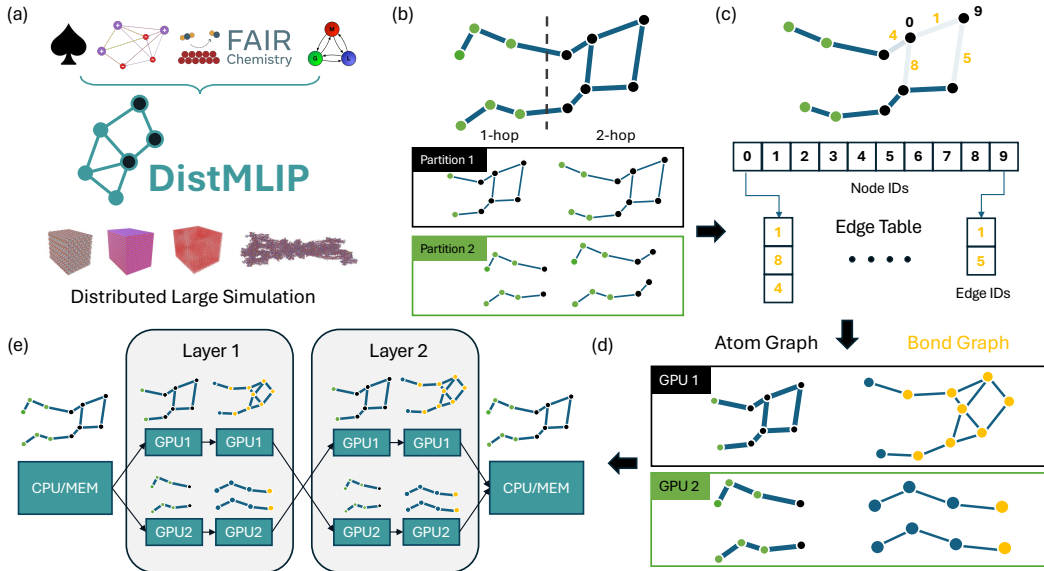 (a)
FAIR
Chemistry
M
G
L
DistMLIP
Distributed Large Simulation
(b)
1-hop
2-hop
Partition 1
Partition 2
(c)
0
1
9
4
8
5
0 1 2 3 4 5 6 7 8 9
Node IDs
Edge Table
1
8
4
1
5
Edge IDs
(d)
Atom Graph
Bond Graph
GPU 1
GPU 2
(e)
Layer 1
Layer 2
GPU1
GPU1
GPU1
GPU1
CPU/MEM
CPU/MEM
GPU2
GPU2
GPU2
GPU2